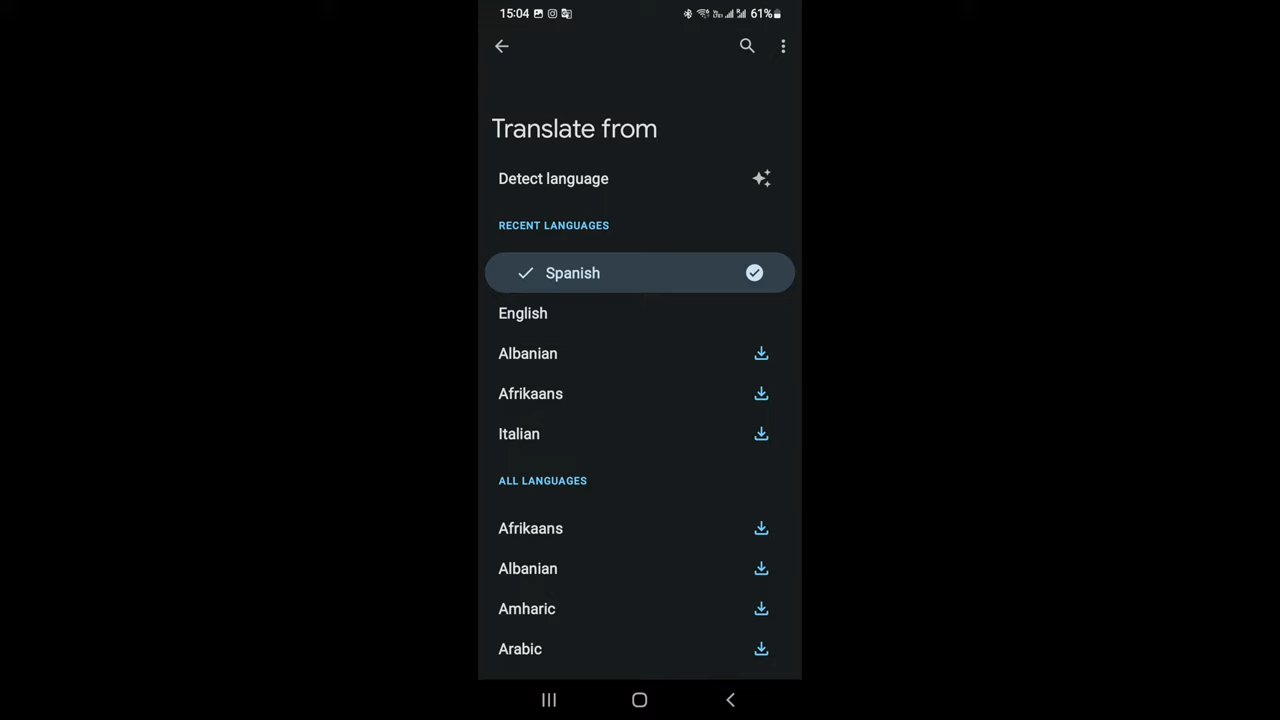 15:04 61%
Translate from
Detect language
RECENT LANGUAGES
Spanish
English
Albanian
Afrikaans
Italian
ALL LANGUAGES
Afrikaans
Albanian
Amharic
Arabic